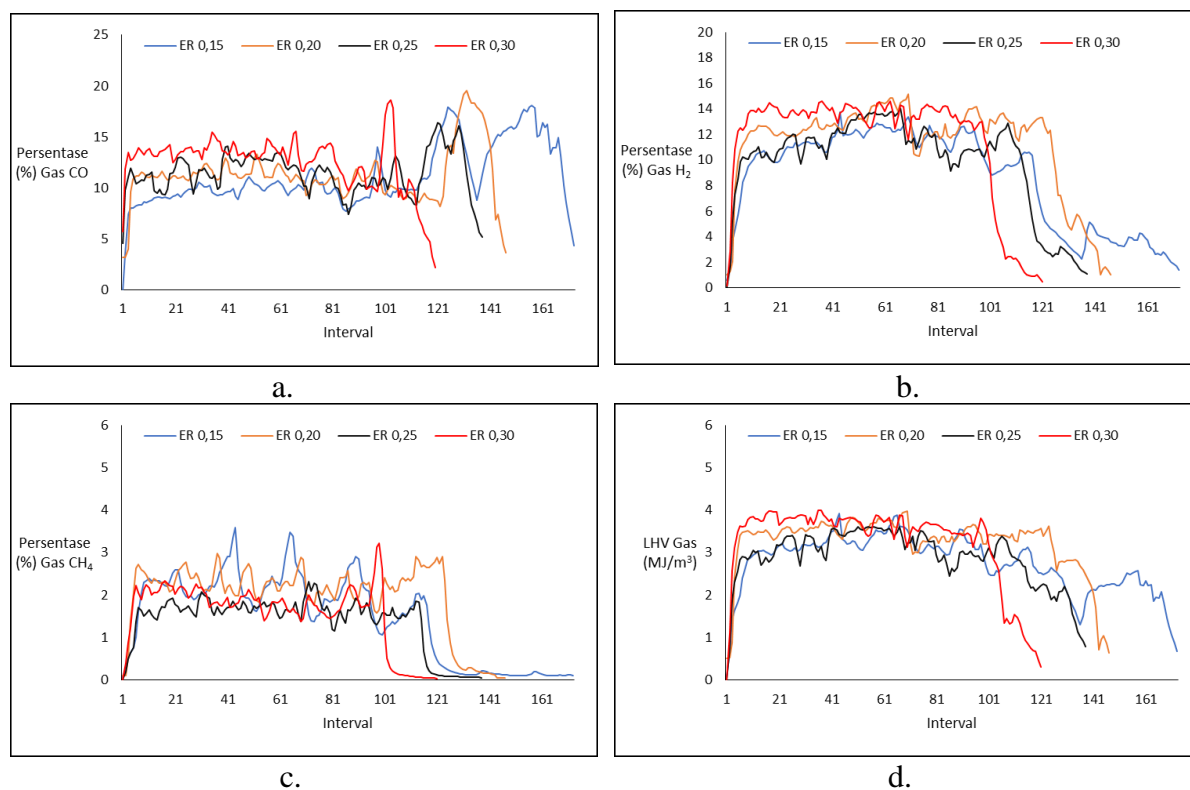 25
20
15
10
5
0
Persentase
(%) Gas CO
ER 0,15 ER 0,20 ER 0,25 ER 0,30
1 21 41 61 81 101 121 141 161
Interval
a.
20
18
16
14
12
10
8
6
4
2
0
Persentase
(%) Gas H₂
ER 0,15 ER 0,20 ER 0,25 ER 0,30
1 21 41 61 81 101 121 141 161
Interval
b.
6
5
4
3
2
1
0
Persentase
(%) Gas CH₄
ER 0,15 ER 0,20 ER 0,25 ER 0,30
1 21 41 61 81 101 121 141 161
Interval
c.
6
5
4
3
2
1
0
LHV Gas
(MJ/m³)
ER 0,15 ER 0,20 ER 0,25 ER 0,30
1 21 41 61 81 101 121 141 161
Interval
d.